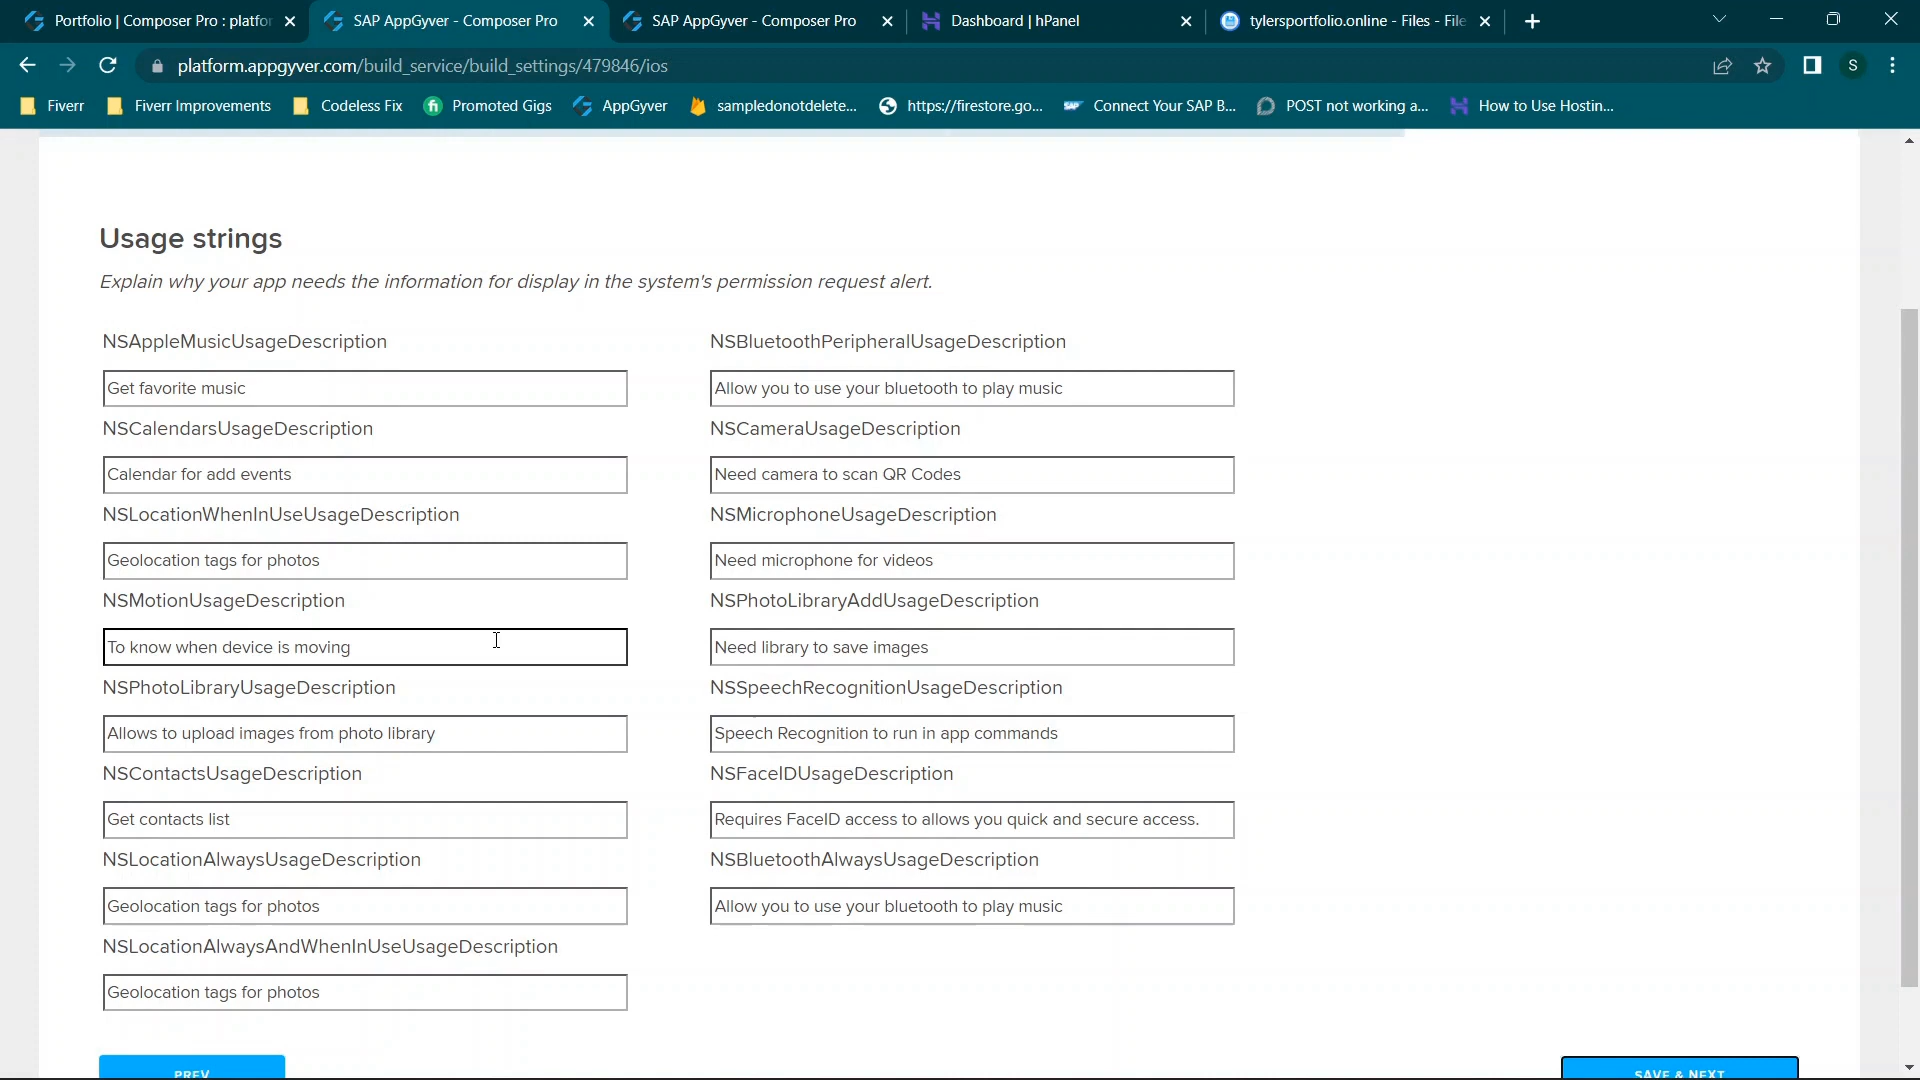 Portfolio | Composer Pro : platfor
SAP AppGyver - Composer Pro
SAP AppGyver - Composer Pro
Dashboard | hPanel
tylersportfolio.online - Files - File
platform.appgyver.com/build_service/build_settings/479846/ios
S
Fiverr
Fiverr Improvements
Codeless Fix
Promoted Gigs
AppGyver
sampledonotdelete...
https://firestore.go...
Connect Your SAP B...
POST not working a...
How to Use Hostin...
Usage strings
Explain why your app needs the information for display in the system's permission request alert.
NSAppleMusicUsageDescription
NSBluetoothPeripheralUsageDescription
Get favorite music
Allow you to use your bluetooth to play music
NSCalendarsUsageDescription
NSCameraUsageDescription
Calendar for add events
Need camera to scan QR Codes
NSLocationWhenInUseUsageDescription
NSMicrophoneUsageDescription
Geolocation tags for photos
Need microphone for videos
NSMotionUsageDescription
NSPhotoLibraryAddUsageDescription
To know when device is moving
Need library to save images
NSPhotoLibraryUsageDescription
NSSpeechRecognitionUsageDescription
Allows to upload images from photo library
Speech Recognition to run in app commands
NSContactsUsageDescription
NSFaceIDUsageDescription
Get contacts list
Requires FaceID access to allows you quick and secure access.
NSLocationAlwaysUsageDescription
NSBluetoothAlwaysUsageDescription
Geolocation tags for photos
Allow you to use your bluetooth to play music
NSLocationAlwaysAndWhenInUseUsageDescription
Geolocation tags for photos
PREV
SAVE & NEXT